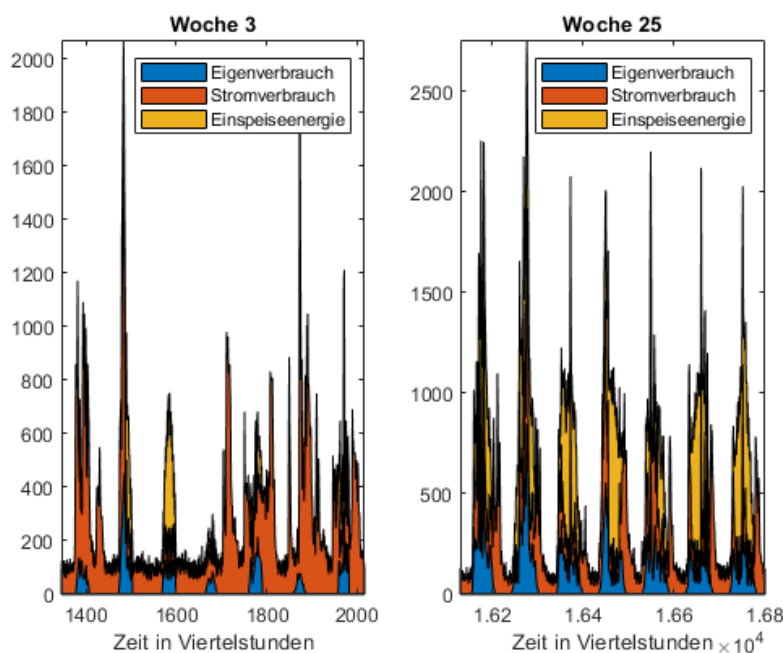 Woche 3
2000
1800
1600
1400
1200
1000
800
600
400
200
0
Eigenverbrauch
Stromverbrauch
Einspeiseenergie
1400
1600
1800
2000
Zeit in Viertelstunden
Woche 25
2500
2000
1500
1000
500
0
Eigenverbrauch
Stromverbrauch
Einspeiseenergie
1.62
1.64
1.66
1.68
Zeit in Viertelstunden ×10⁴